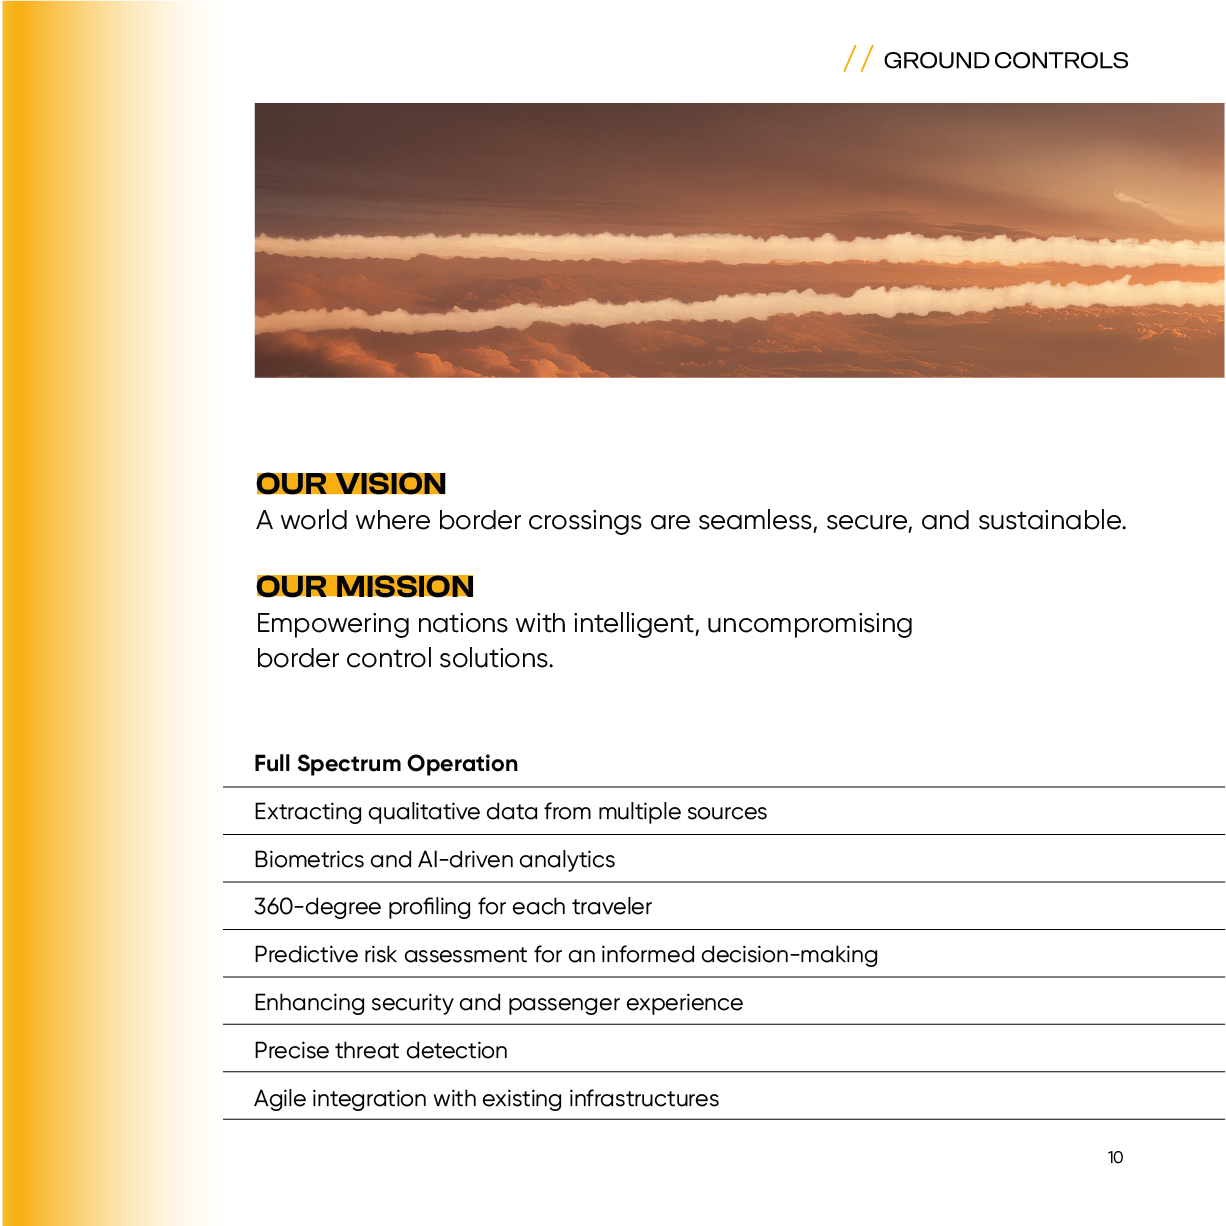 // GROUND CONTROLS
OUR VISION
A world where border crossings are seamless, secure, and sustainable.
OUR MISSION
Empowering nations with intelligent, uncompromising
border control solutions.
Full Spectrum Operation
Extracting qualitative data from multiple sources
Biometrics and AI-driven analytics
360-degree profiling for each traveler
Predictive risk assessment for an informed decision-making
Enhancing security and passenger experience
Precise threat detection
Agile integration with existing infrastructures
10